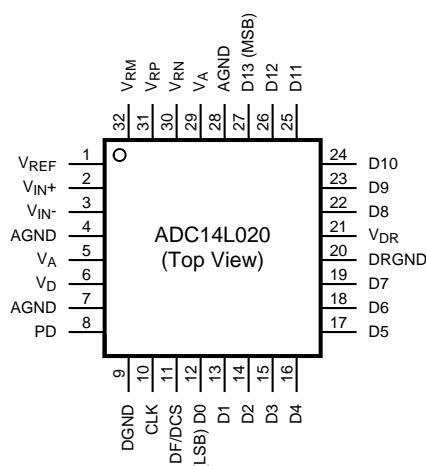 VRM
VRP
VRN
VA
AGND
D13 (MSB)
D12
D11
32
31
30
29
28
27
26
25
VREF 1
VIN+ 2
VIN- 3
AGND 4
VA 5
VD 6
AGND 7
PD 8
ADC14L020
(Top View)
24 D10
23 D9
22 D8
21 VDR
20 DRGND
19 D7
18 D6
17 D5
9
10
11
12
13
14
15
16
DGND
CLK
DF/DCS
(LSB) D0
D1
D2
D3
D4